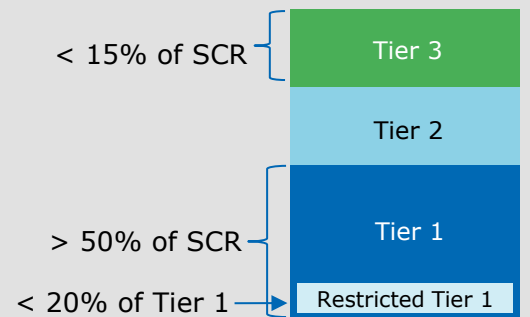 < 15% of SCR
Tier 3
Tier 2
> 50% of SCR
Tier 1
< 20% of Tier 1
Restricted Tier 1